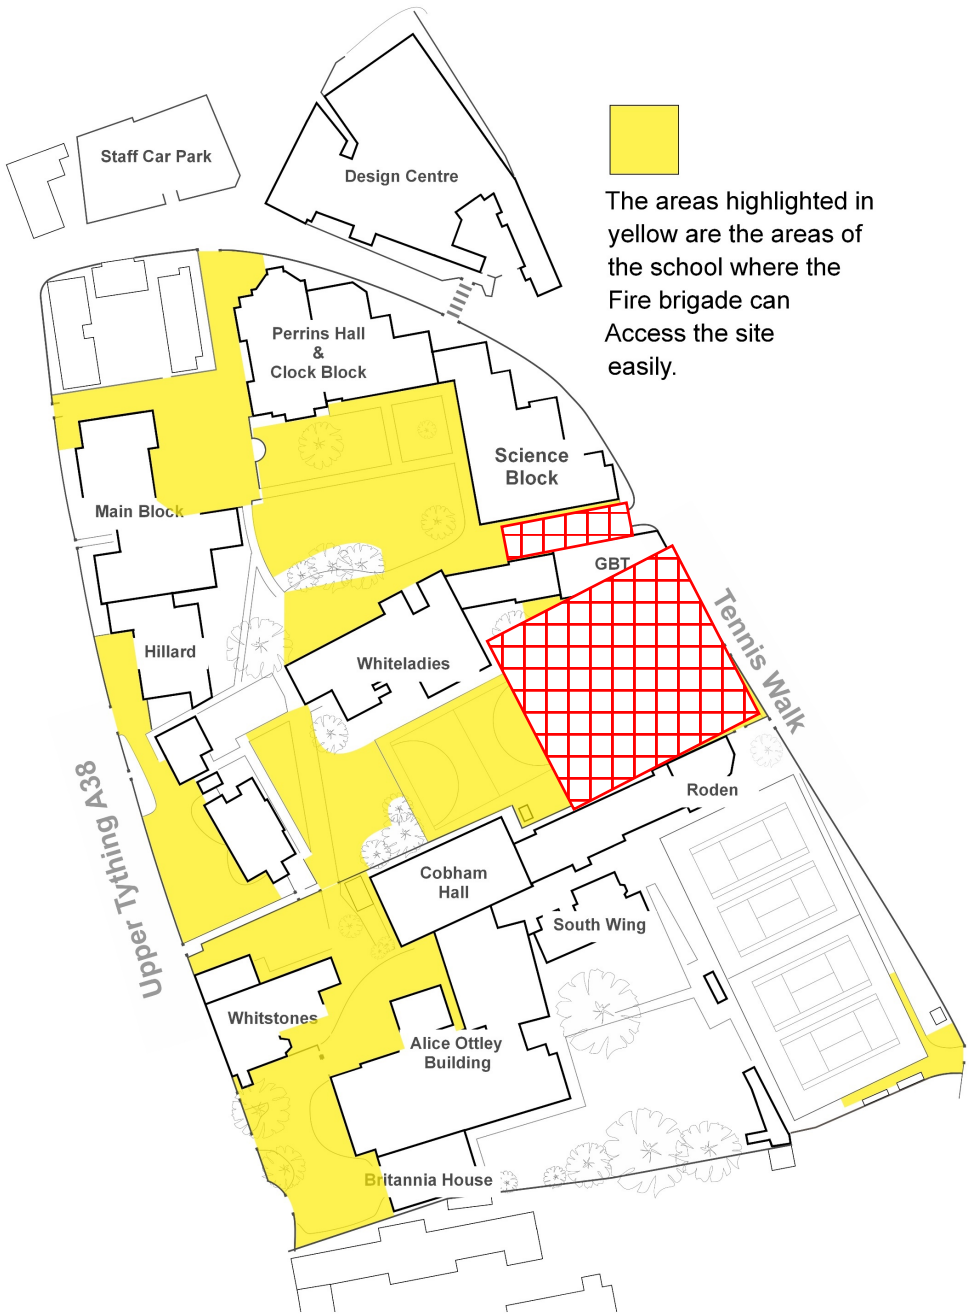 Staff Car Park
Design Centre
The areas highlighted in
yellow are the areas of
the school where the
Fire brigade can
Access the site
easily.
Perrins Hall
&
Clock Block
Science
Block
Main Block
GBT
Hillard
Whiteladies
Tennis Walk
Upper Tything A38
Roden
Cobham
Hall
South Wing
Whitstones
Alice Ottley
Building
Britannia House